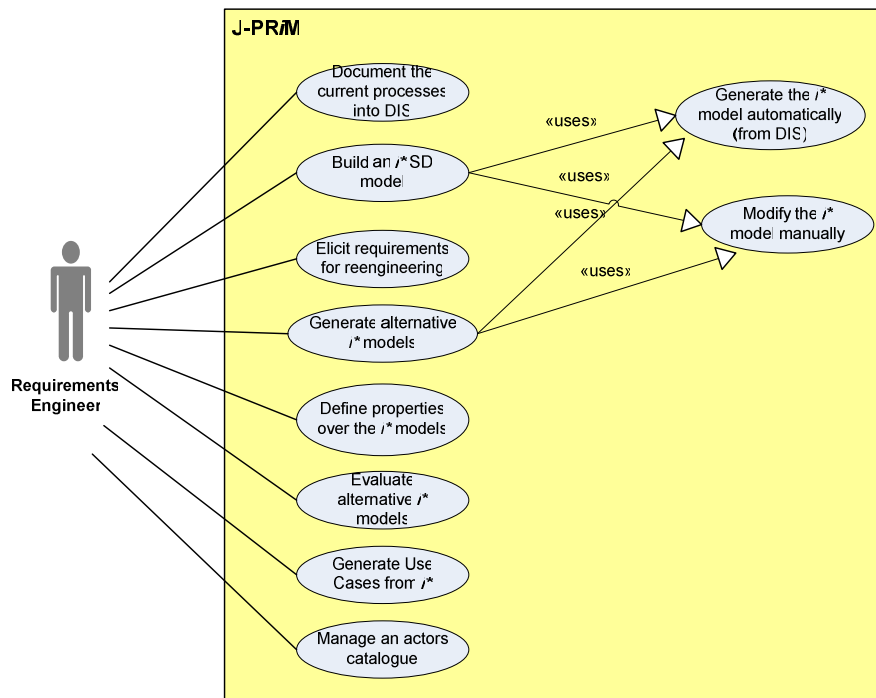 J-PRiM
Document the
current processes
into DIS
Generate the i*
model automatically
(from DIS)
«uses»
Build an i* SD
model
«uses»
«uses»
Modify the i*
model manually
Elicit requirements
for reengineering
«uses»
Generate alternative
i* models
Requirements
Engineer
Define properties
over the i* models
Evaluate
alternative i*
models
Generate Use
Cases from i*
Manage an actors
catalogue